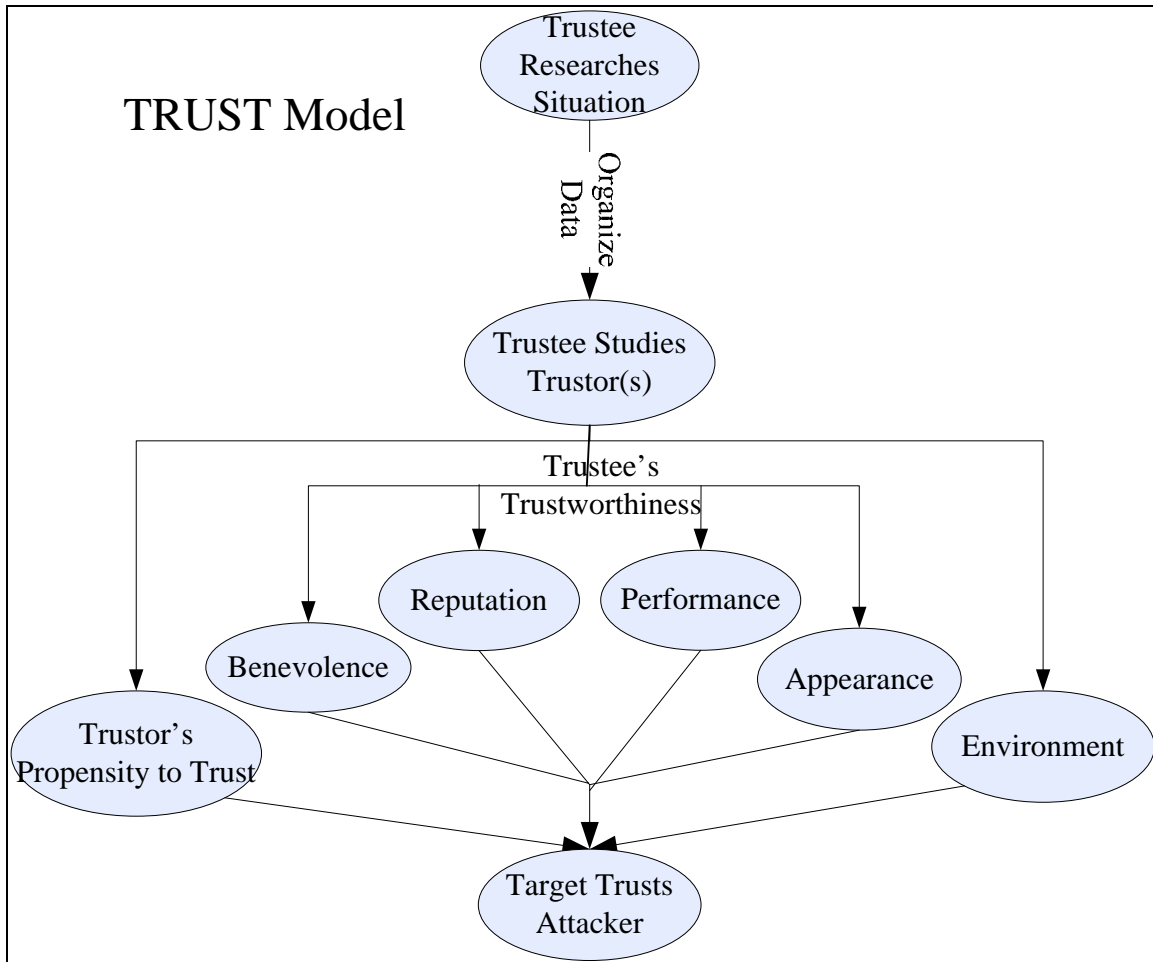 Trustee
Researches
Situation
TRUST Model
Organize
Data
Trustee Studies
Trustor(s)
Trustee’s
Trustworthiness
Reputation
Performance
Benevolence
Appearance
Trustor’s
Propensity to Trust
Environment
Target Trusts
Attacker